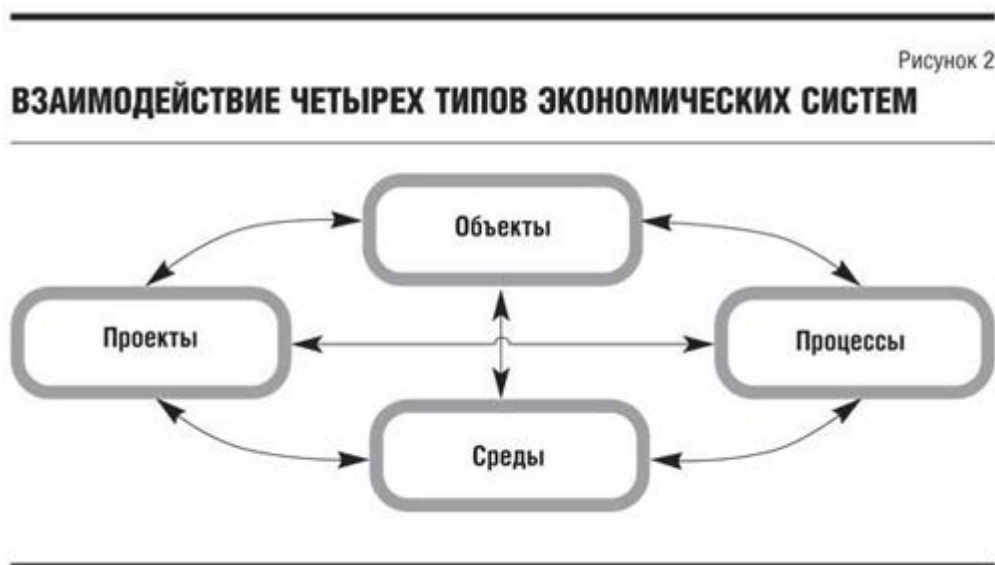 Рисунок 2
ВЗАИМОДЕЙСТВИЕ ЧЕТЫРЕХ ТИПОВ ЭКОНОМИЧЕСКИХ СИСТЕМ
Объекты
Проекты
Процессы
Среды